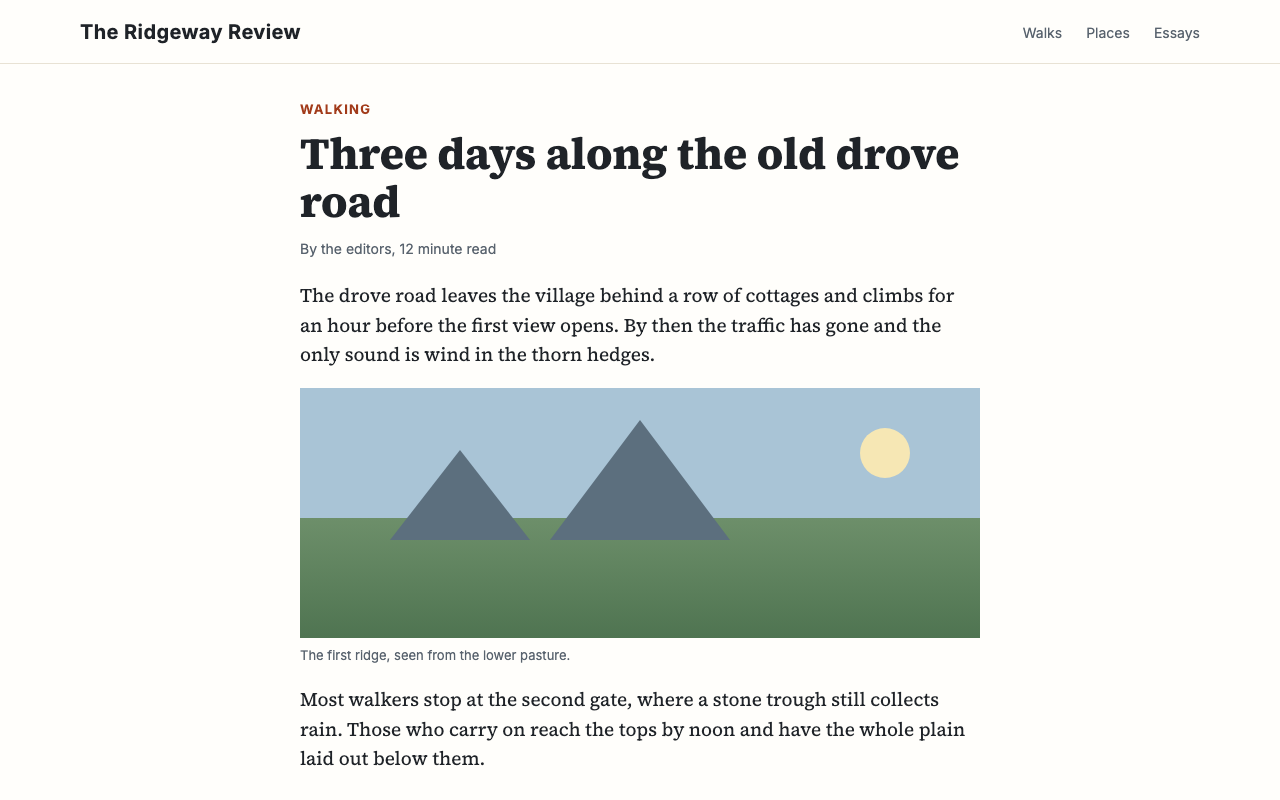 The Ridgeway Review
Walks
Places
Essays
WALKING
Three days along the old drove
road
By the editors, 12 minute read
The drove road leaves the village behind a row of cottages and climbs for
an hour before the first view opens. By then the traffic has gone and the
only sound is wind in the thorn hedges.
The first ridge, seen from the lower pasture.
Most walkers stop at the second gate, where a stone trough still collects
rain. Those who carry on reach the tops by noon and have the whole plain
laid out below them.